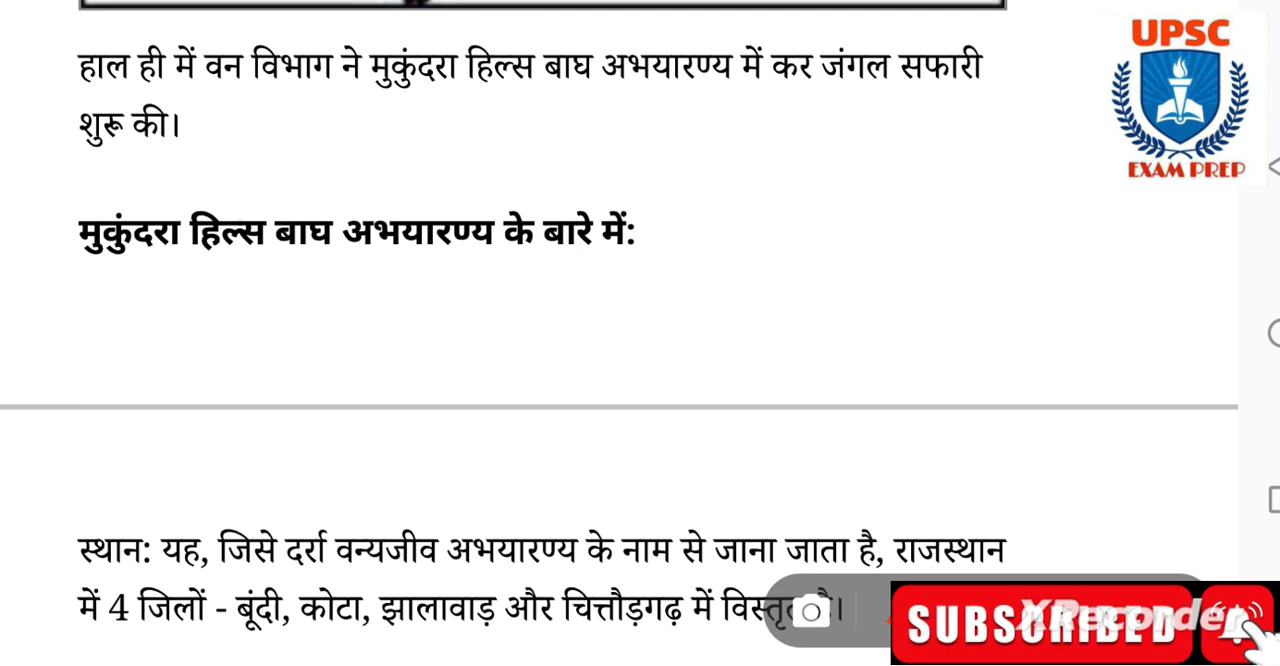 हाल ही में वन विभाग ने मुकुंदरा हिल्स बाघ अभयारण्य में कर जंगल सफारी
शुरू की।
UPSC
EXAM PREP
मुकुंदरा हिल्स बाघ अभयारण्य के बारे में:
स्थान: यह, जिसे दर्रा वन्यजीव अभयारण्य के नाम से जाना जाता है, राजस्थान
में 4 जिलों - बूंदी, कोटा, झालावाड़ और चित्तौड़गढ़ में है।
SUBSCRIBED
XRecorder